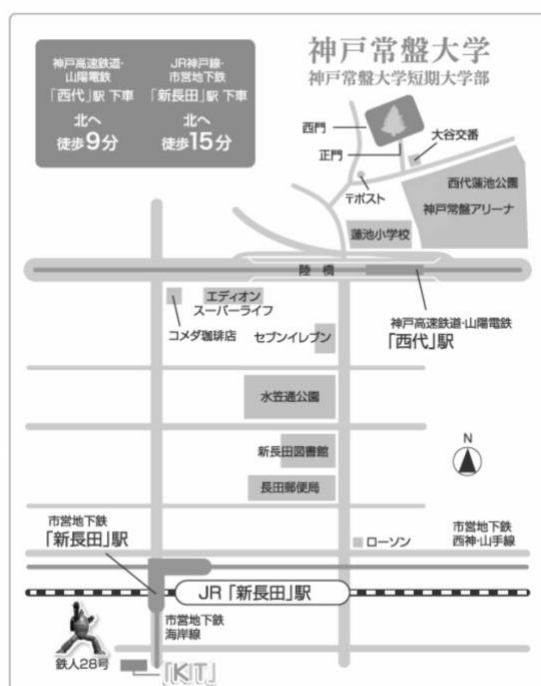 神戸常盤大学
神戸常盤大学短期大学部
神戸高速鉄道・
山陽電鉄
「西代」駅 下車
北へ
徒歩9分
JR神戸線・
市営地下鉄
「新長田」駅 下車
北へ
徒歩15分
西門
正門
大谷交番
〒ポスト
西代蓮池公園
神戸常盤アリーナ
蓮池小学校
陸橋
エディオン
スーパーライフ
コメダ珈琲店
セブンイレブン
神戸高速鉄道・山陽電鉄
「西代」駅
水笠通公園
新長田図書館
長田郵便局
N
市営地下鉄
「新長田」駅
ローソン
市営地下鉄
西神・山手線
JR「新長田」駅
市営地下鉄
海岸線
鉄人28号
「KIT」